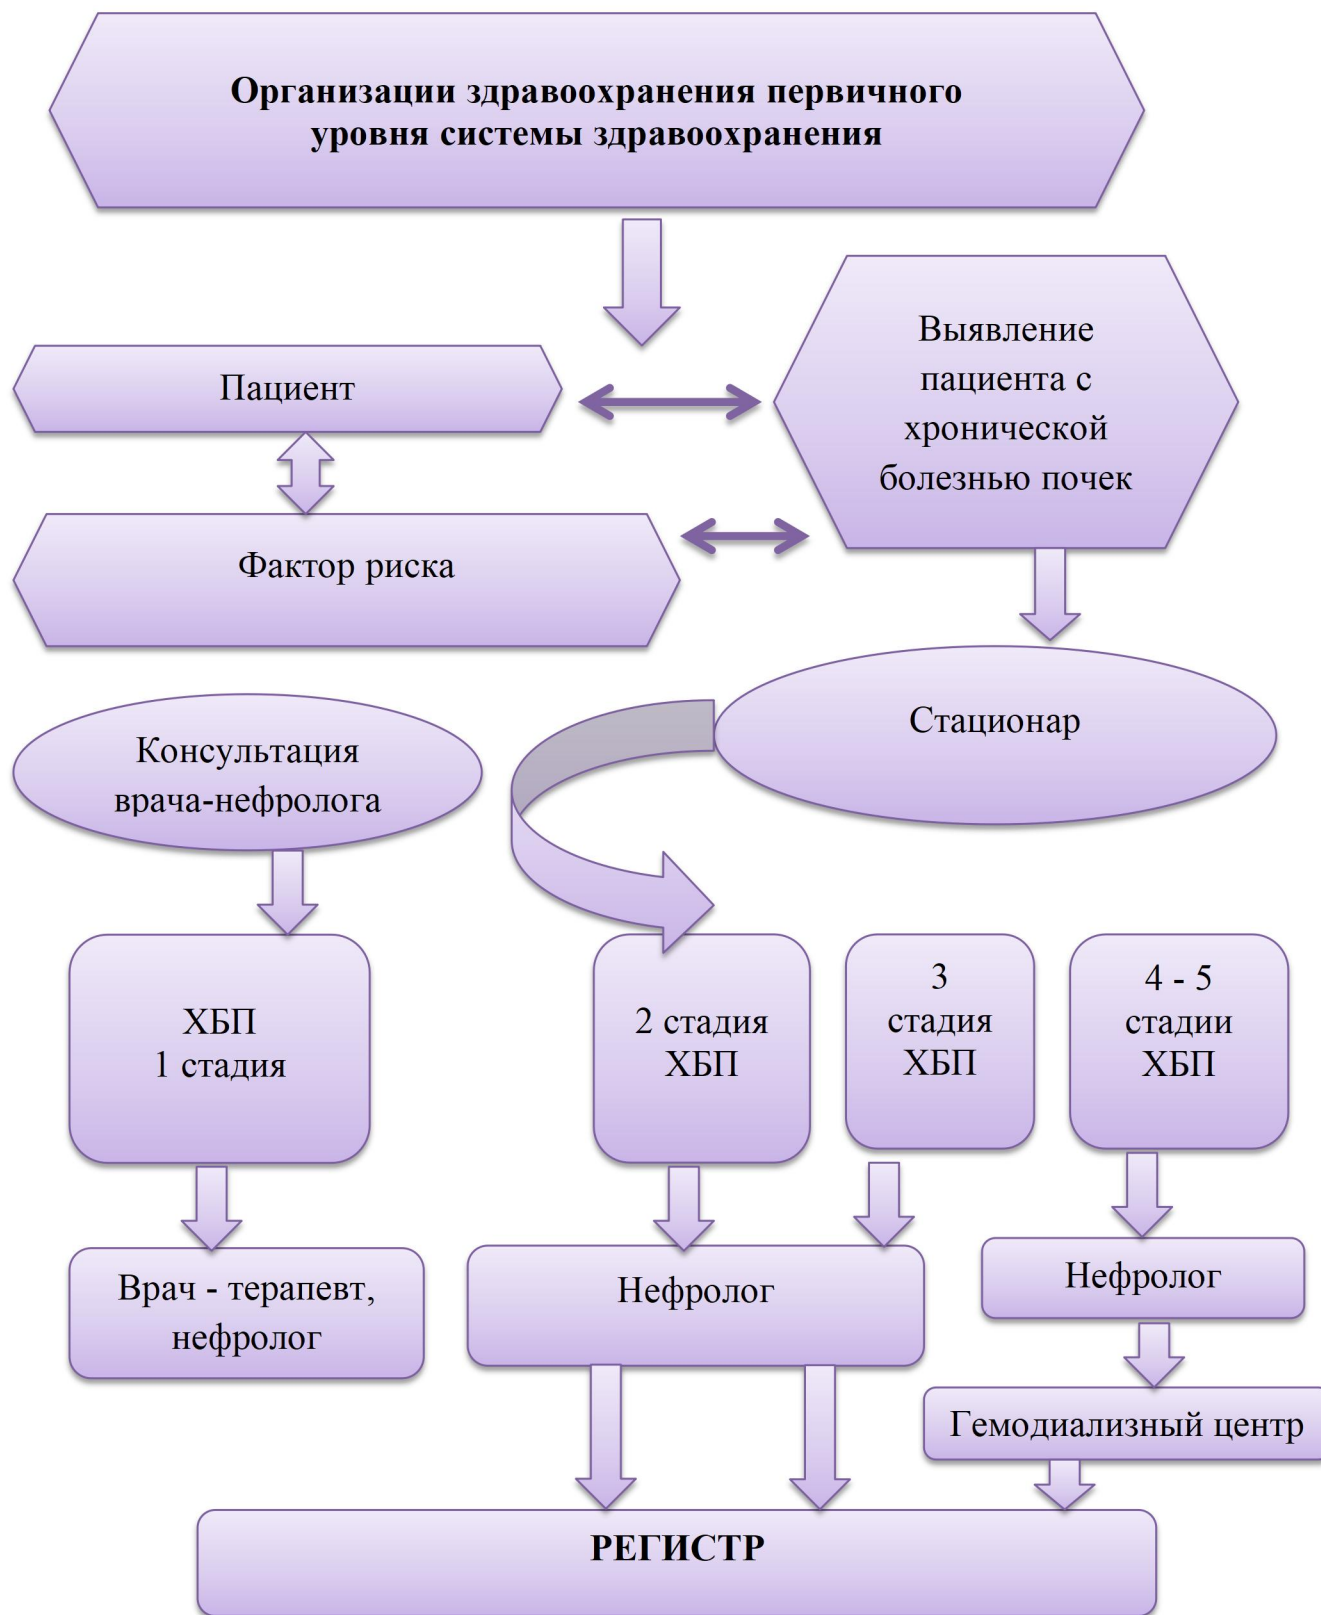 Организации здравоохранения первичного
уровня системы здравоохранения
Пациент
Выявление
пациента с
хронической
болезнью почек
Фактор риска
Стационар
Консультация
врача-нефролога
ХБП
1 стадия
2 стадия
ХБП
3
стадия
ХБП
4 - 5
стадии
ХБП
Врач - терапевт,
нефролог
Нефролог
Нефролог
Гемодиализный центр
РЕГИСТР